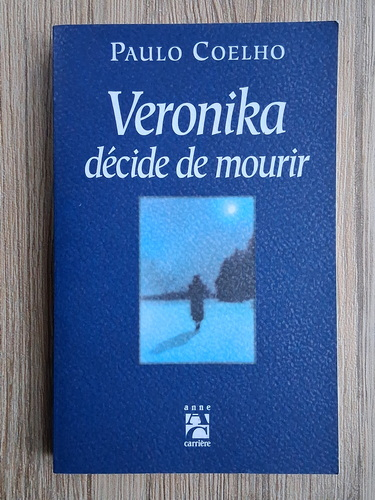 PAULO COELHO
Veronika
décide de mourir
anne
carrière